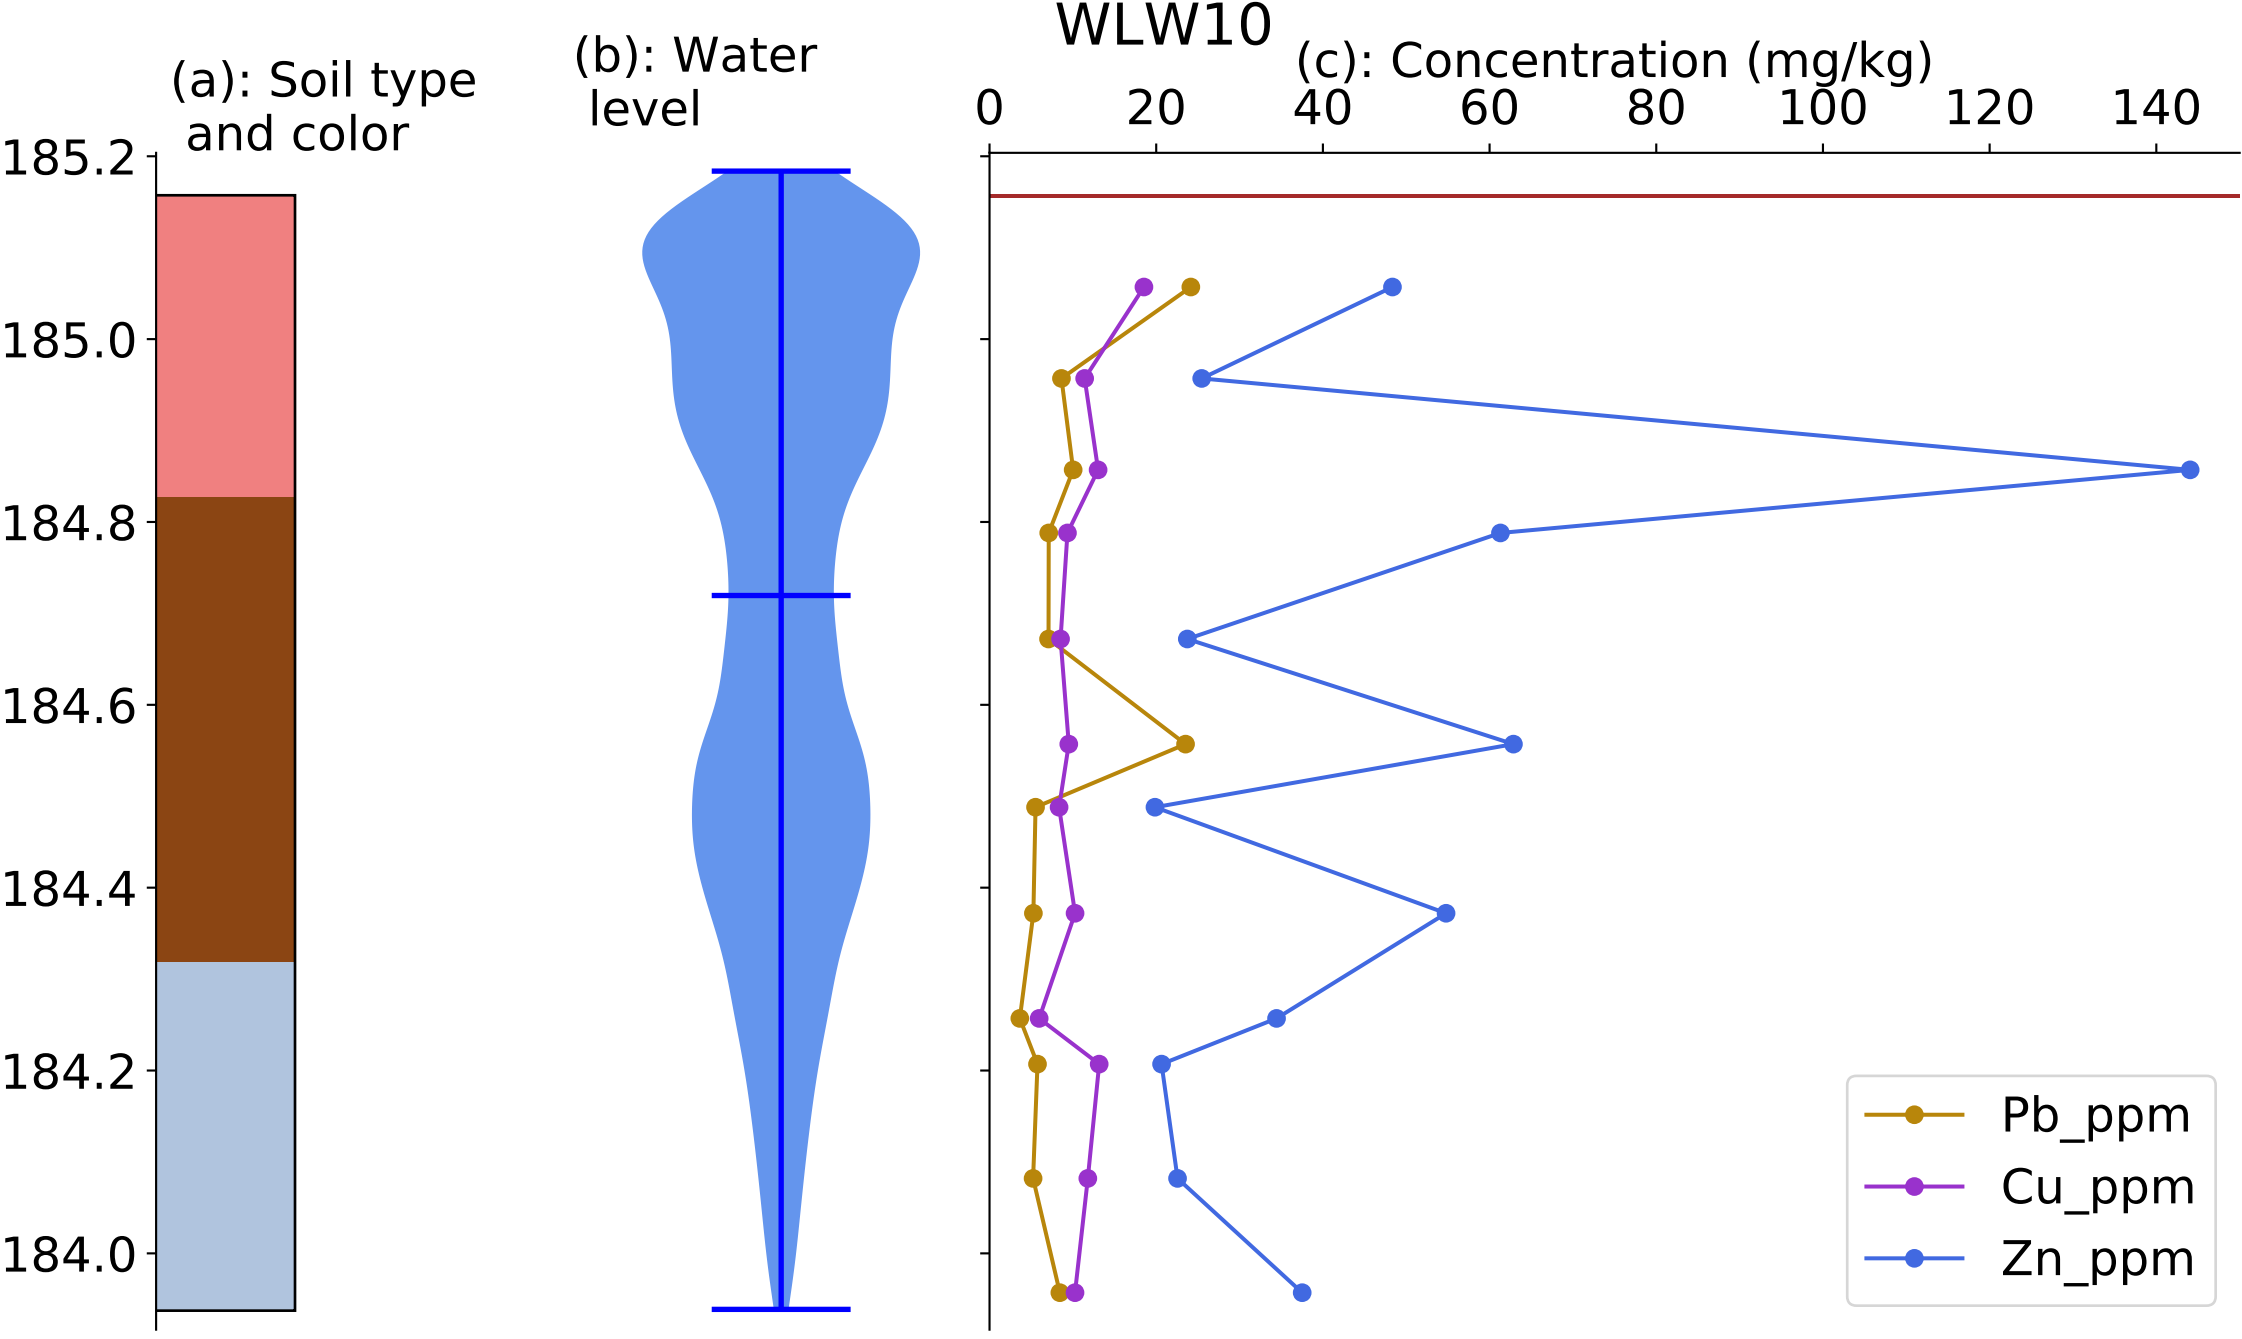 WLW10
(a): Soil type
and color
(b): Water
level
(c): Concentration (mg/kg)
0 20 40 60 80 100 120 140
185.2
185.0
184.8
184.6
184.4
184.2
184.0
Pb_ppm
Cu_ppm
Zn_ppm